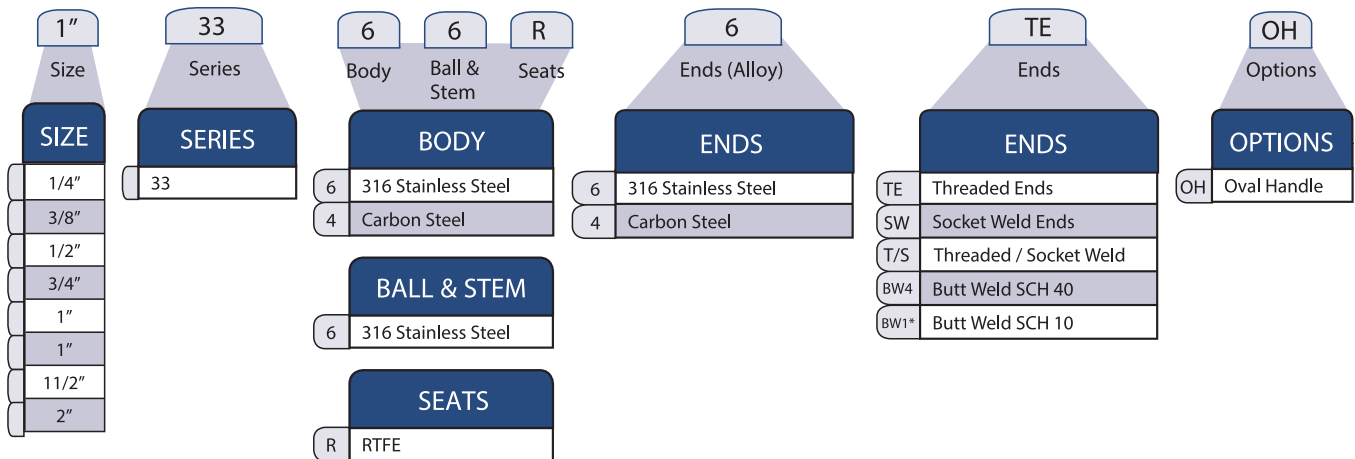 1” 33 6 6 R 6 TE OH
Size Series Body Ball & Stem Seats Ends (Alloy) Ends Options
SIZE
1/4”
3/8”
1/2”
3/4”
1”
1”
11/2”
2”
SERIES
33
BODY
6 316 Stainless Steel
4 Carbon Steel
BALL & STEM
6 316 Stainless Steel
SEATS
R RTFE
ENDS
6 316 Stainless Steel
4 Carbon Steel
ENDS
TE Threaded Ends
SW Socket Weld Ends
T/S Threaded / Socket Weld
BW4 Butt Weld SCH 40
BW1* Butt Weld SCH 10
OPTIONS
OH Oval Handle